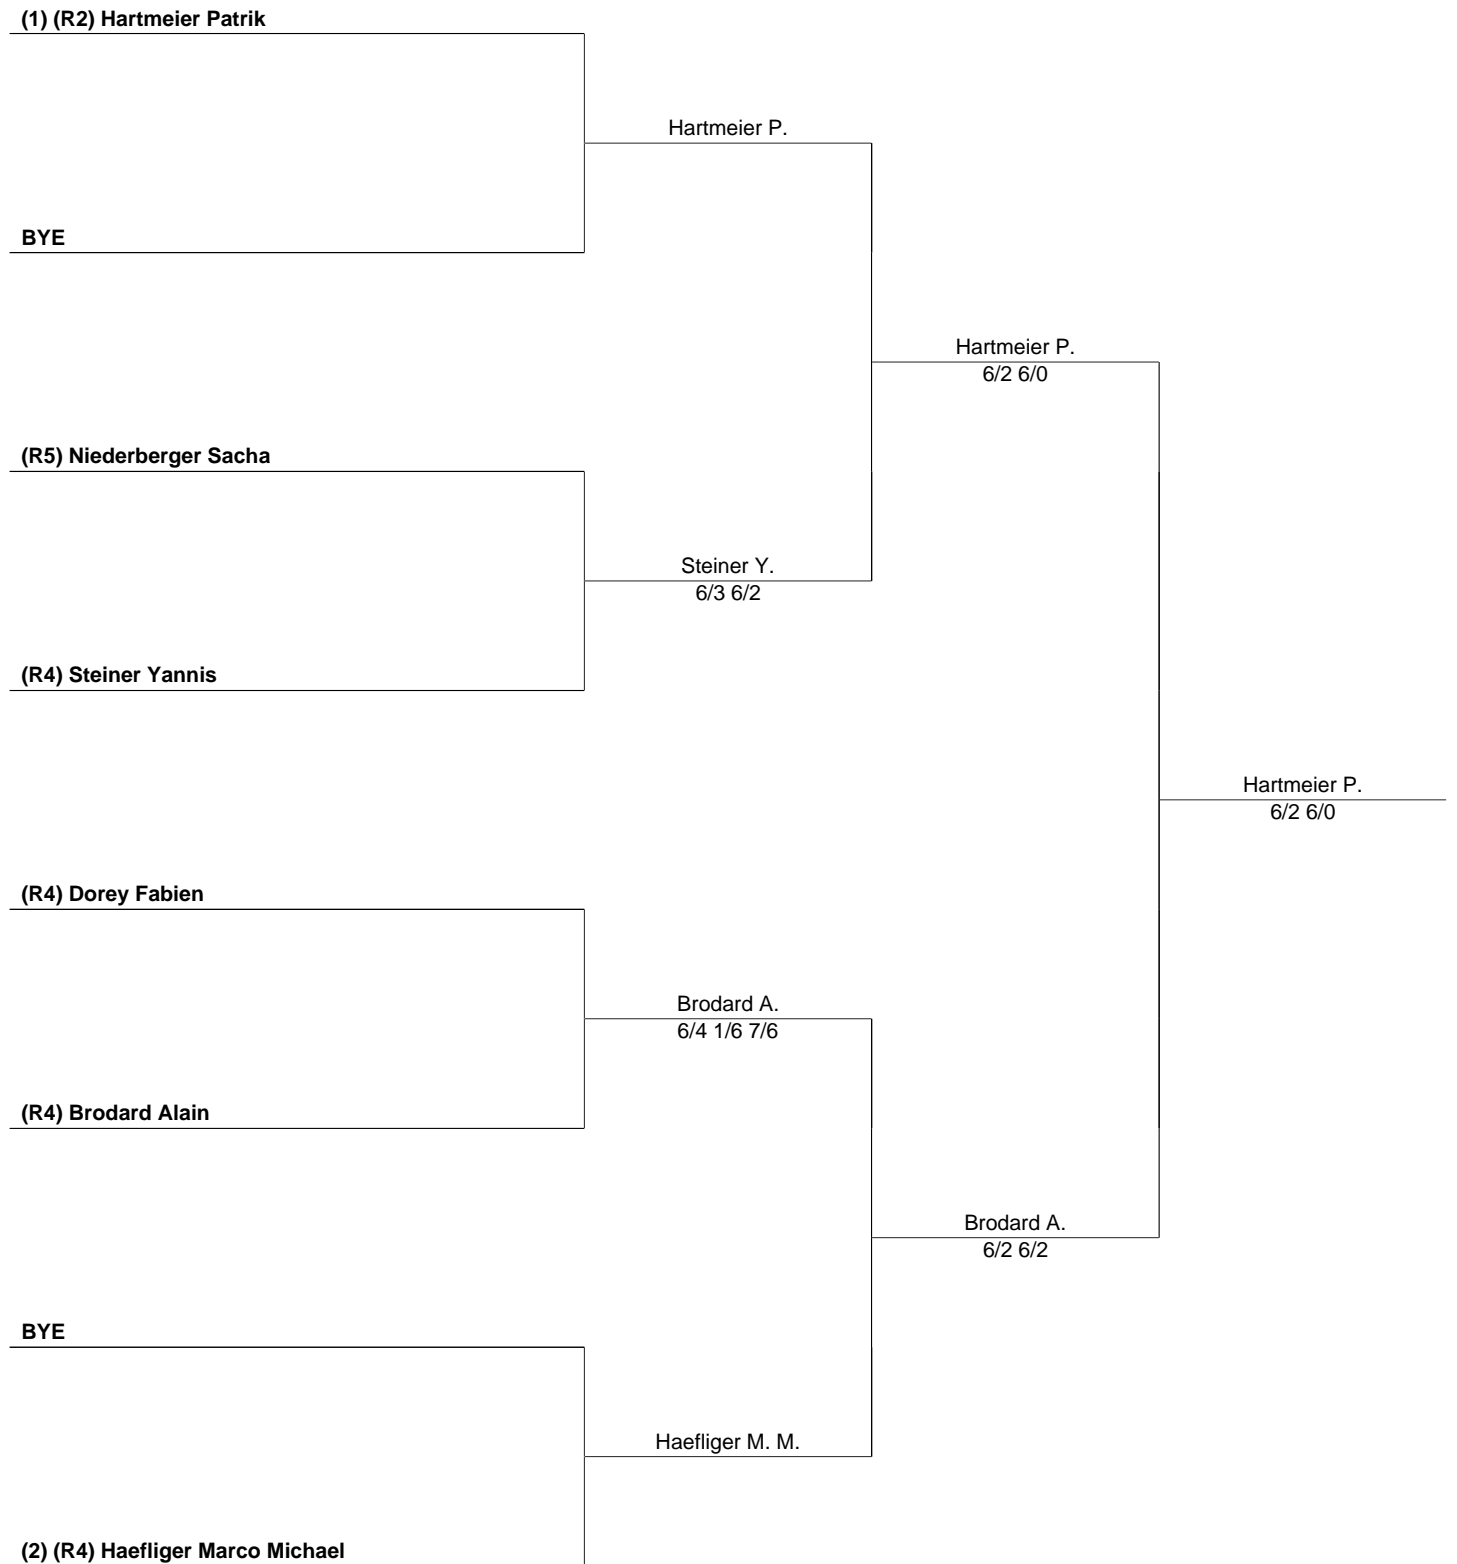 (1) (R2) Hartmeier Patrik
Hartmeier P.
BYE
Hartmeier P.
6/2 6/0
(R5) Niederberger Sacha
Steiner Y.
6/3 6/2
(R4) Steiner Yannis
Hartmeier P.
6/2 6/0
(R4) Dorey Fabien
Brodard A.
6/4 1/6 7/6
(R4) Brodard Alain
Brodard A.
6/2 6/2
BYE
Haefliger M. M.
(2) (R4) Haefliger Marco Michael